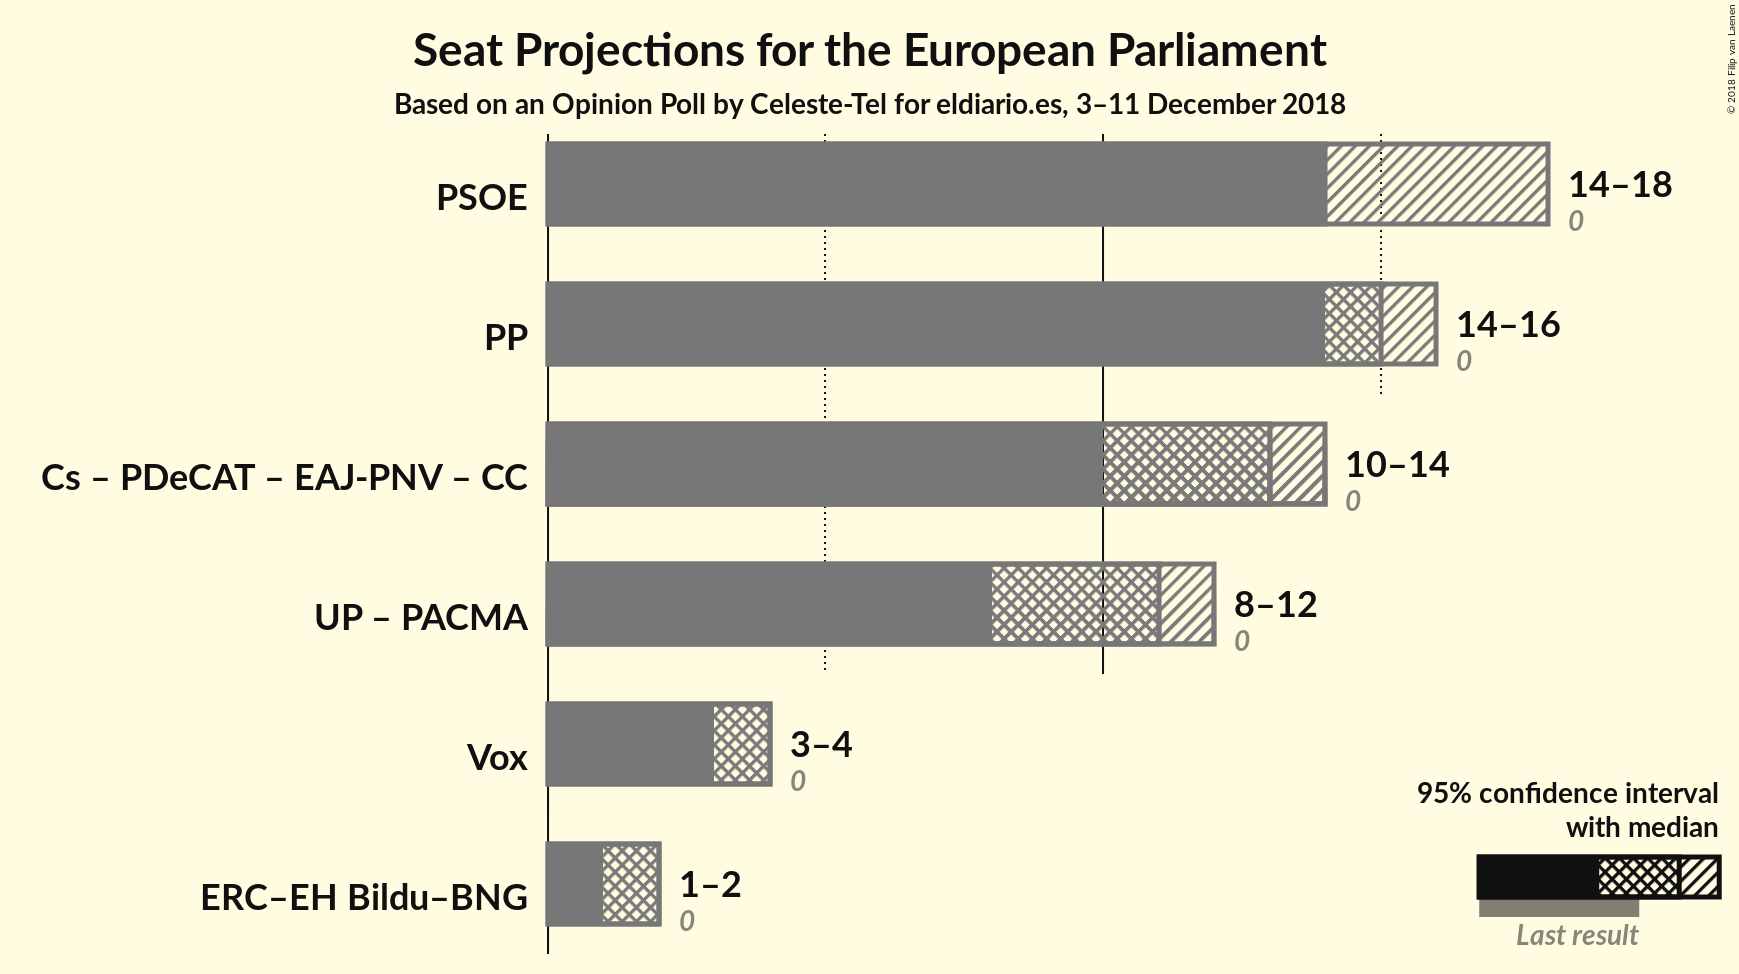 Seat Projections for the European Parliament
Based on an Opinion Poll by Celeste-Tel for eldiario.es, 3–11 December 2018
© 2018 Filip van Laenen
PSOE
14–18
0
PP
14–16
0
Cs – PDeCAT – EAJ-PNV – CC
10–14
0
UP – PACMA
8–12
0
Vox
3–4
0
ERC–EH Bildu–BNG
1–2
0
95% confidence interval
with median
Last result